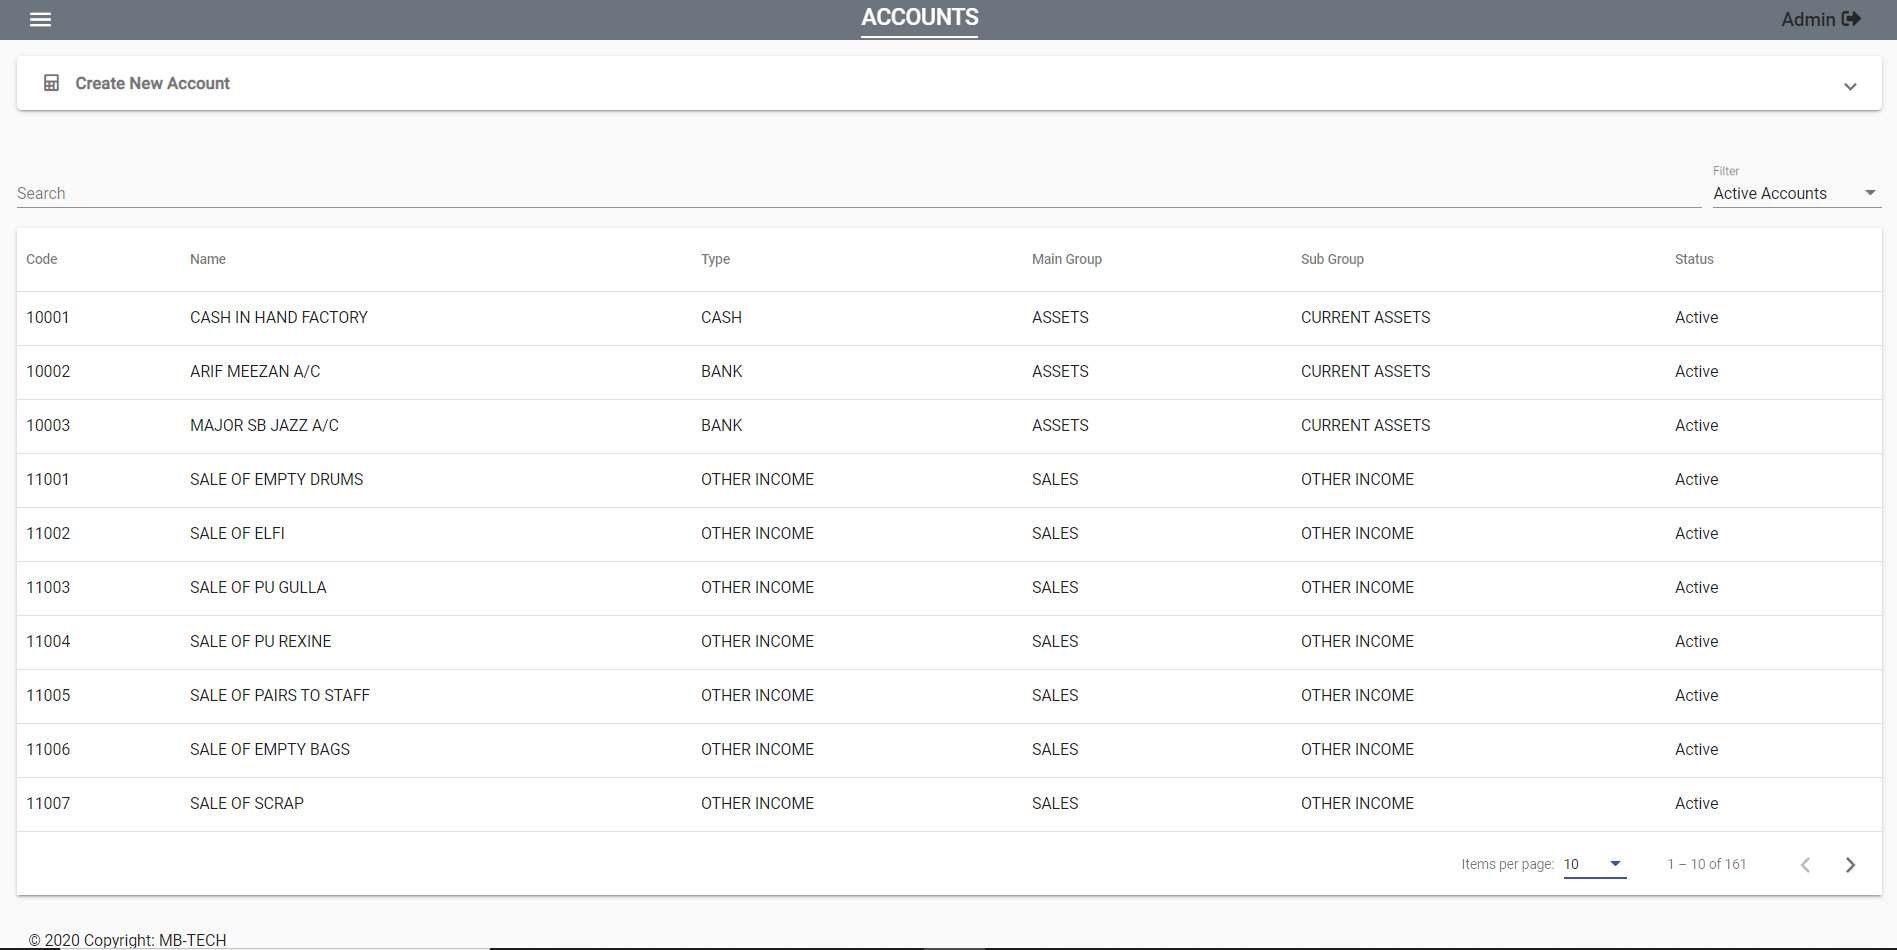 ACCOUNTS
Admin
Create New Account
Filter
Search
Active Accounts
Code Name Type Main Group Sub Group Status
10001 CASH IN HAND FACTORY CASH ASSETS CURRENT ASSETS Active
10002 ARIF MEEZAN A/C BANK ASSETS CURRENT ASSETS Active
10003 MAJOR SB JAZZ A/C BANK ASSETS CURRENT ASSETS Active
11001 SALE OF EMPTY DRUMS OTHER INCOME SALES OTHER INCOME Active
11002 SALE OF ELFI OTHER INCOME SALES OTHER INCOME Active
11003 SALE OF PU GULLA OTHER INCOME SALES OTHER INCOME Active
11004 SALE OF PU REXINE OTHER INCOME SALES OTHER INCOME Active
11005 SALE OF PAIRS TO STAFF OTHER INCOME SALES OTHER INCOME Active
11006 SALE OF EMPTY BAGS OTHER INCOME SALES OTHER INCOME Active
11007 SALE OF SCRAP OTHER INCOME SALES OTHER INCOME Active
Items per page: 10 1 – 10 of 161
© 2020 Copyright: MB-TECH